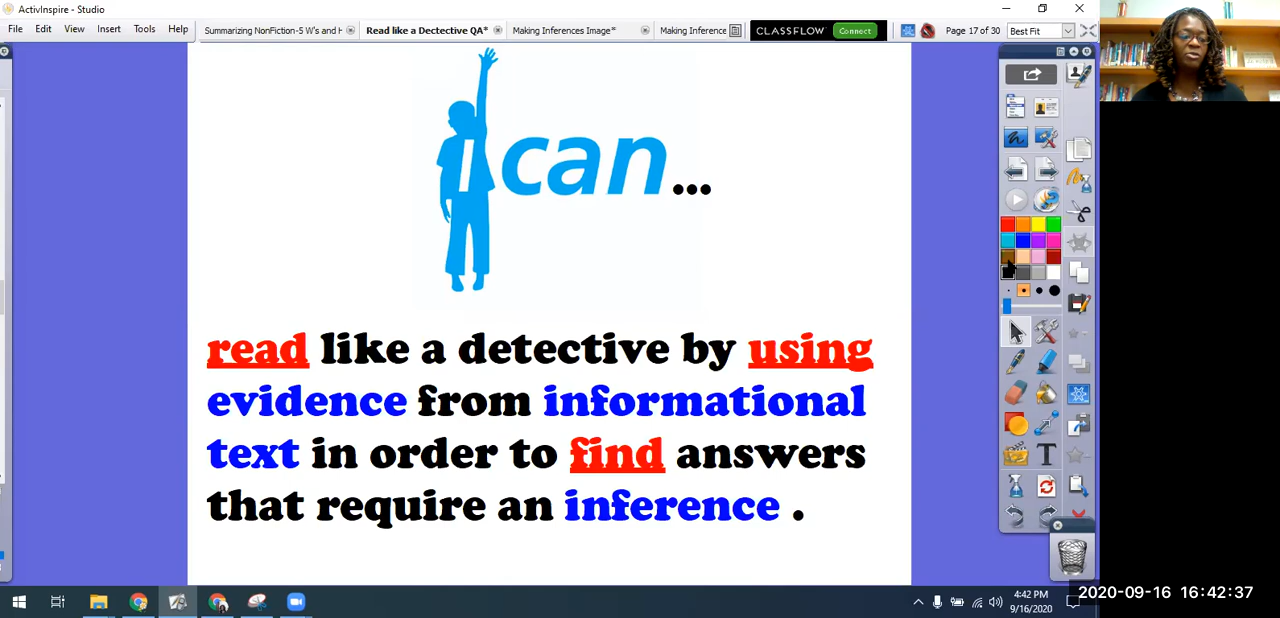 ActivInspire - Studio
File Edit View Insert Tools Help
Summarizing NonFiction-5 W's and H
Read like a Dectective QA*
Making Inferences Image*
Making Inference
CLASSFLOW Connect
Page 17 of 30
Best Fit
I can...
read like a detective by using
evidence from informational
text in order to find answers
that require an inference .
4:42 PM
9/16/2020
2020-09-16 16:42:37